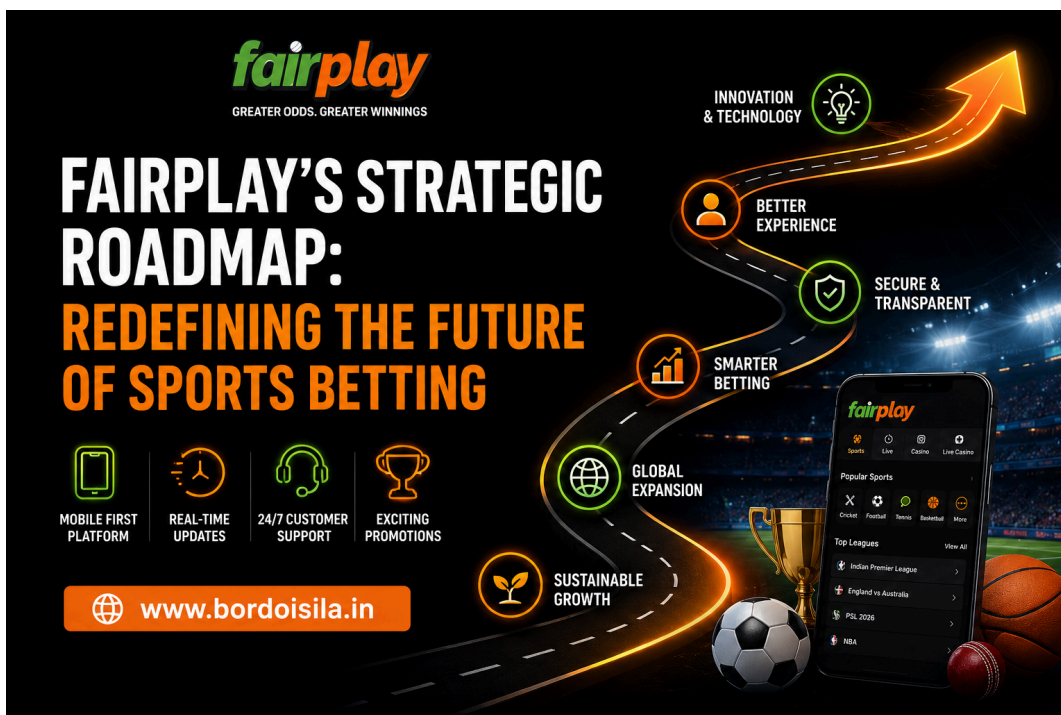 fairplay
GREATER ODDS. GREATER WINNINGS
FAIRPLAY'S STRATEGIC
ROADMAP:
REDEFINING THE FUTURE
OF SPORTS BETTING
MOBILE FIRST
PLATFORM
REAL-TIME
UPDATES
24/7 CUSTOMER
SUPPORT
EXCITING
PROMOTIONS
www.bordoisila.in
INNOVATION
& TECHNOLOGY
BETTER
EXPERIENCE
SECURE &
TRANSPARENT
SMARTER
BETTING
GLOBAL
EXPANSION
SUSTAINABLE
GROWTH
fairplay
Sports Live Casino Live Casino
Popular Sports
Cricket Football Tennis Basketball More
Top Leagues View All
Indian Premier League
England vs Australia
PSL 2026
NBA